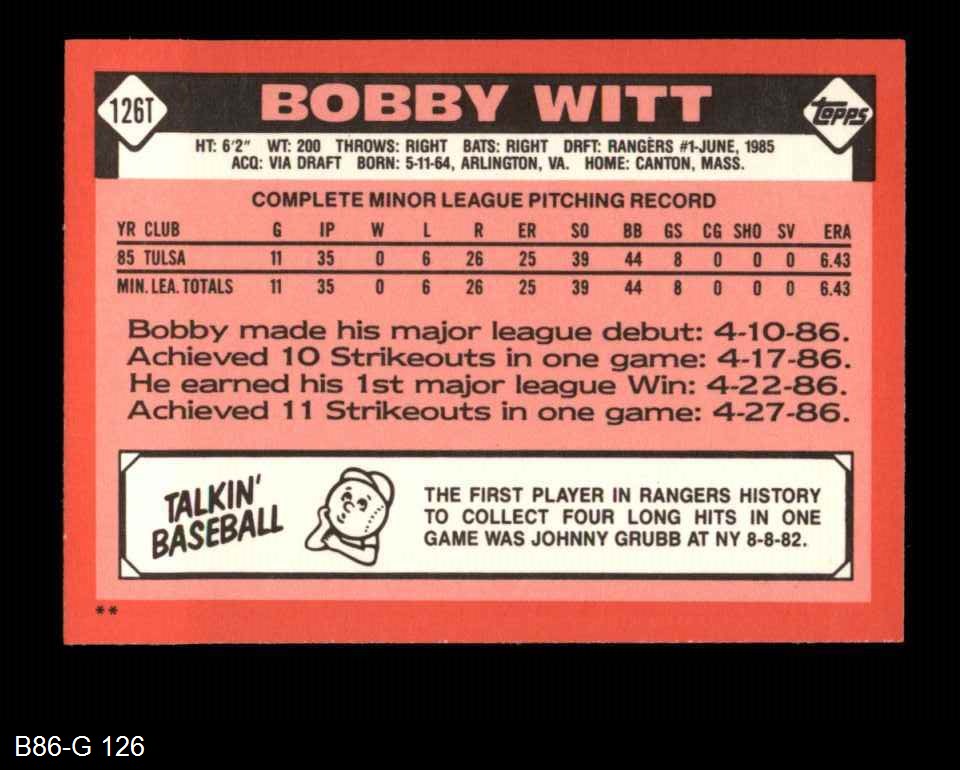 126T
BOBBY WITT
Topps
HT: 6'2" WT: 200 THROWS: RIGHT BATS: RIGHT DRFT: RANGERS #1-JUNE, 1985
ACQ: VIA DRAFT BORN: 5-11-64, ARLINGTON, VA. HOME: CANTON, MASS.
COMPLETE MINOR LEAGUE PITCHING RECORD
YR CLUB G IP W L R ER SO BB GS CG SHO SV ERA
85 TULSA 11 35 0 6 26 25 39 44 8 0 0 0 6.43
MIN. LEA. TOTALS 11 35 0 6 26 25 39 44 8 0 0 0 6.43
Bobby made his major league debut: 4-10-86.
Achieved 10 Strikeouts in one game: 4-17-86.
He earned his 1st major league Win: 4-22-86.
Achieved 11 Strikeouts in one game: 4-27-86.
TALKIN'
BASEBALL
THE FIRST PLAYER IN RANGERS HISTORY
TO COLLECT FOUR LONG HITS IN ONE
GAME WAS JOHNNY GRUBB AT NY 8-8-82.
**
B86-G 126